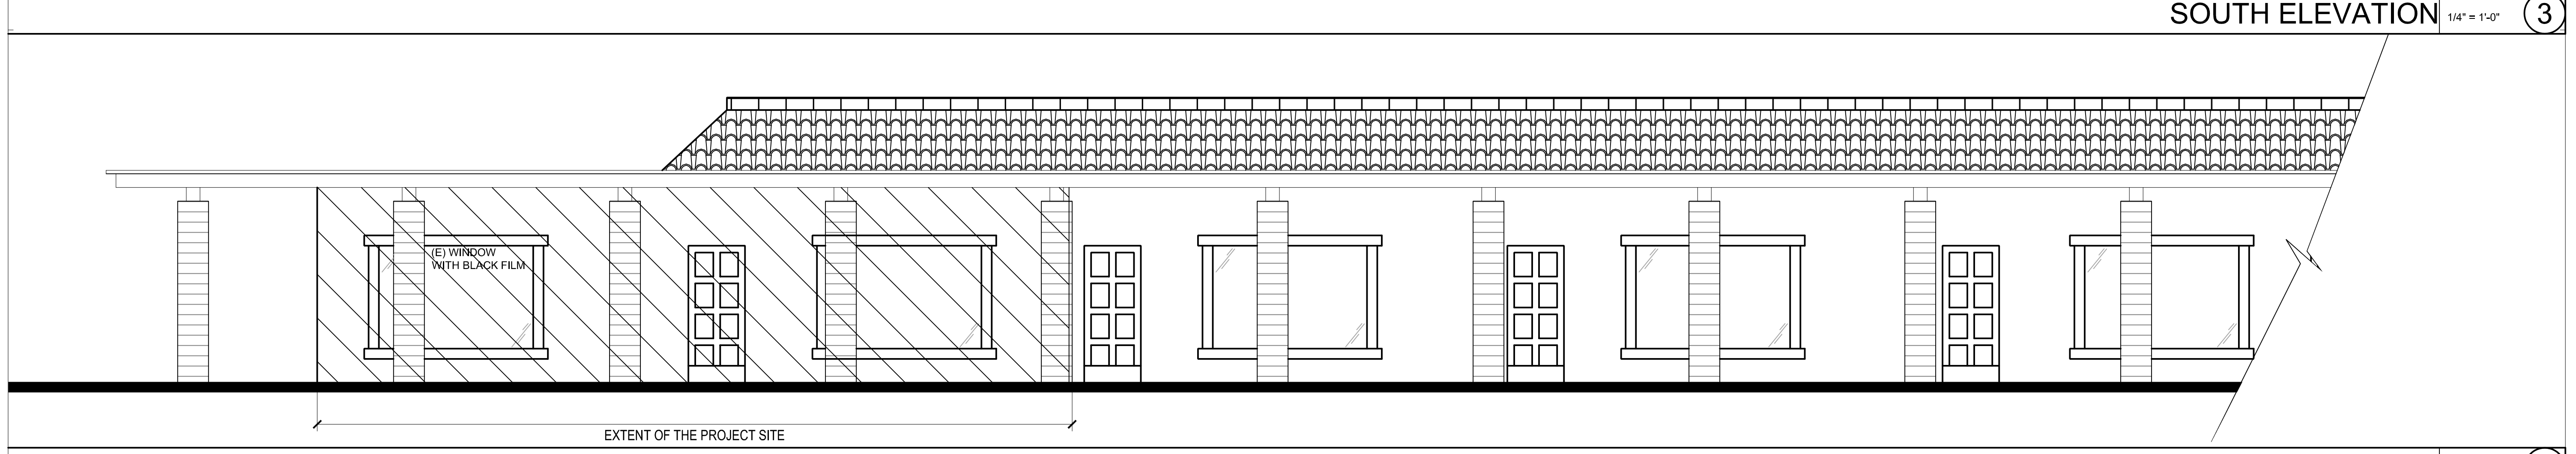 SOUTH ELEVATION 1/4" = 1'-0" 3
(E) WINDOW
WITH BLACK FILM
EXTENT OF THE PROJECT SITE